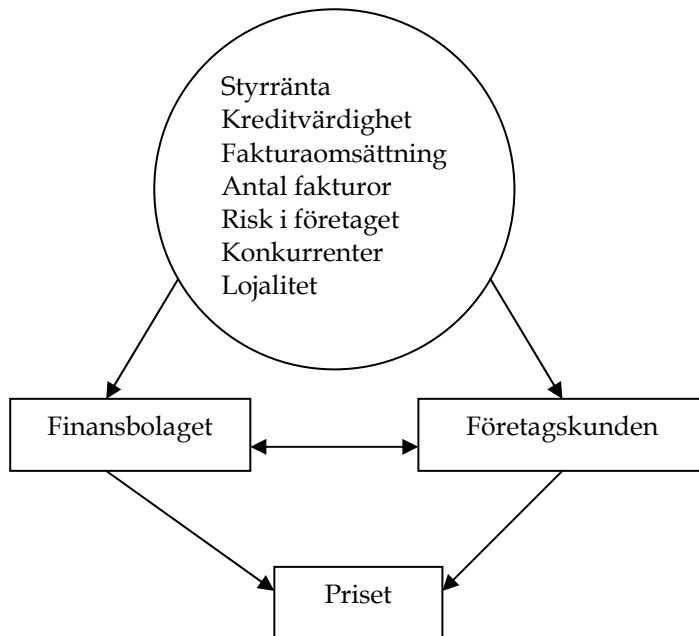 Styrränta
Kreditvärdighet
Fakturaomsättning
Antal fakturor
Risk i företaget
Konkurrenter
Lojalitet
Finansbolaget
Företagskunden
Priset